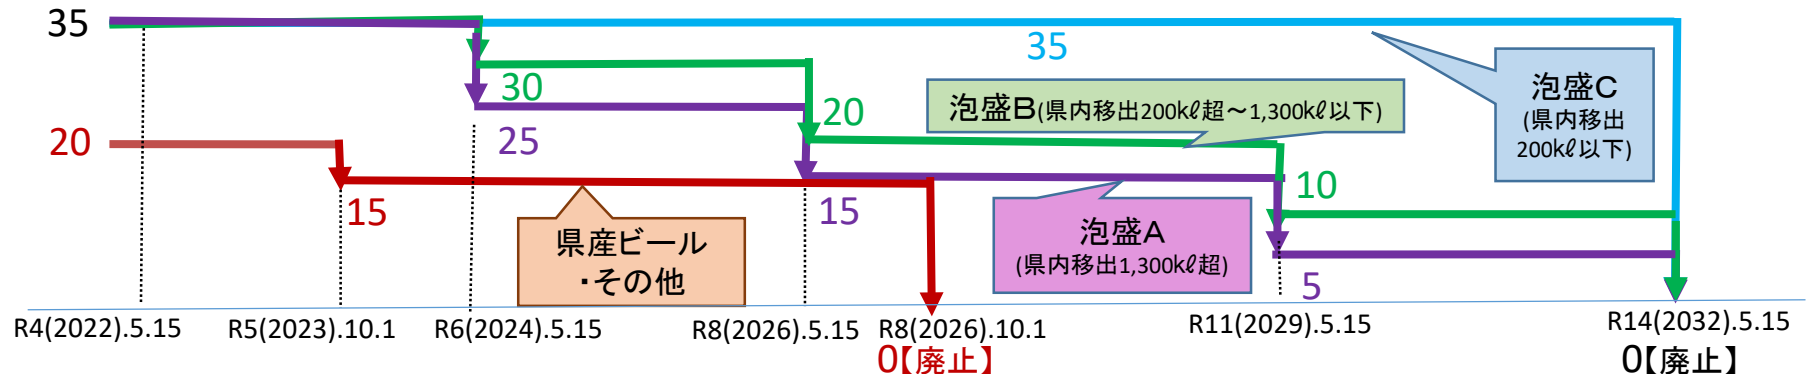 35
35
泡盛C
(県内移出
200㎘以下)
30
20
泡盛B(県内移出200㎘超～1,300㎘以下)
20
25
10
15
15
県産ビール
・その他
泡盛A
(県内移出1,300㎘超)
5
R4(2022).5.15
R5(2023).10.1
R6(2024).5.15
R8(2026).5.15
R8(2026).10.1
R11(2029).5.15
R14(2032).5.15
0【廃止】
0【廃止】